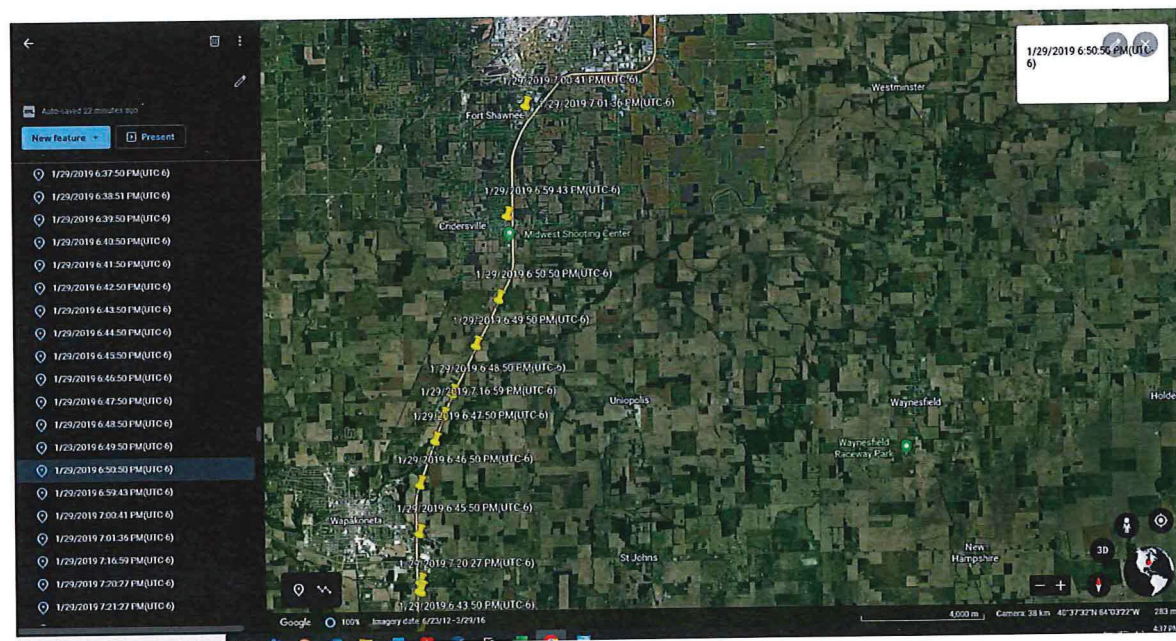 Auto-saved 22 minutes ago
New feature
Present
1/29/2019 6:37:50 PM(UTC-6)
1/29/2019 6:38:51 PM(UTC-6)
1/29/2019 6:39:50 PM(UTC-6)
1/29/2019 6:40:50 PM(UTC-6)
1/29/2019 6:41:50 PM(UTC-6)
1/29/2019 6:42:50 PM(UTC-6)
1/29/2019 6:43:50 PM(UTC-6)
1/29/2019 6:44:50 PM(UTC-6)
1/29/2019 6:45:50 PM(UTC-6)
1/29/2019 6:46:50 PM(UTC-6)
1/29/2019 6:47:50 PM(UTC-6)
1/29/2019 6:48:50 PM(UTC-6)
1/29/2019 6:49:50 PM(UTC-6)
1/29/2019 6:50:50 PM(UTC-6)
1/29/2019 6:59:43 PM(UTC-6)
1/29/2019 7:00:41 PM(UTC-6)
1/29/2019 7:01:36 PM(UTC-6)
1/29/2019 7:16:59 PM(UTC-6)
1/29/2019 7:20:27 PM(UTC-6)
1/29/2019 7:21:27 PM(UTC-6)
1/29/2019 7:00:41 PM(UTC-6)
1/29/2019 7:01:36 PM(UTC-6)
Fort Shawnee
Westminster
1/29/2019 6:59:43 PM(UTC-6)
Cridersville
Midwest Shooting Center
1/29/2019 6:50:50 PM(UTC-6)
1/29/2019 6:49:50 PM(UTC-6)
1/29/2019 6:48:50 PM(UTC-6)
1/29/2019 7:16:59 PM(UTC-6)
Uniopolis
Waynesfield
Holde
1/29/2019 6:47:50 PM(UTC-6)
1/29/2019 6:46:50 PM(UTC-6)
Waynesfield
Raceway Park
1/29/2019 6:45:50 PM(UTC-6)
Wapakoneta
St Johns
New
Hampshire
1/29/2019 7:20:27 PM(UTC-6)
1/29/2019 6:43:50 PM(UTC-6)
1/29/2019 6:50:50 PM(UTC-
6)
3D
Google
100%
Imagery date: 6/23/12-3/29/16
4,000 m
Camera: 38 km
40°37'32"N 84°03'22"W
283 m
4:17 PM